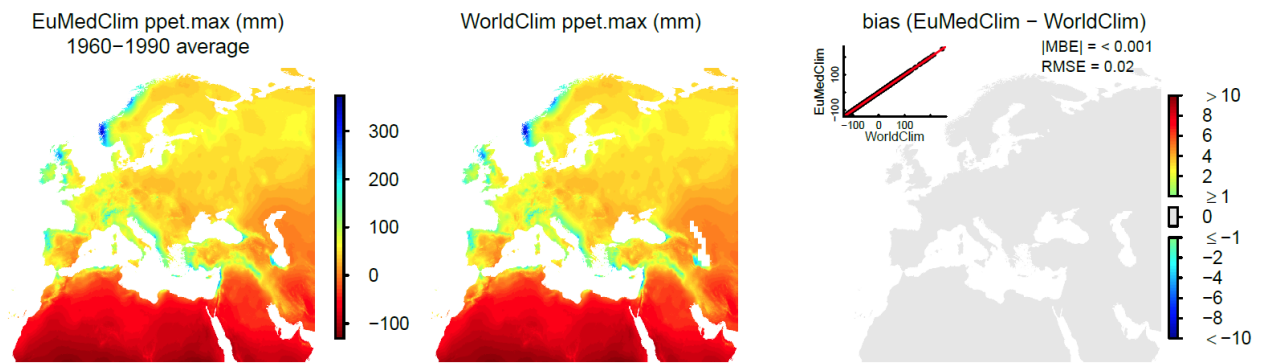 EuMedClim ppet.max (mm)
1960−1990 average
300
200
100
0
−100
WorldClim ppet.max (mm)
bias (EuMedClim − WorldClim)
|MBE| = < 0.001
RMSE = 0.02
EuMedClim
−100
100
−100
0
100
WorldClim
> 10
8
6
4
2
≥ 1
0
≤ −1
−2
−4
−6
−8
< −10